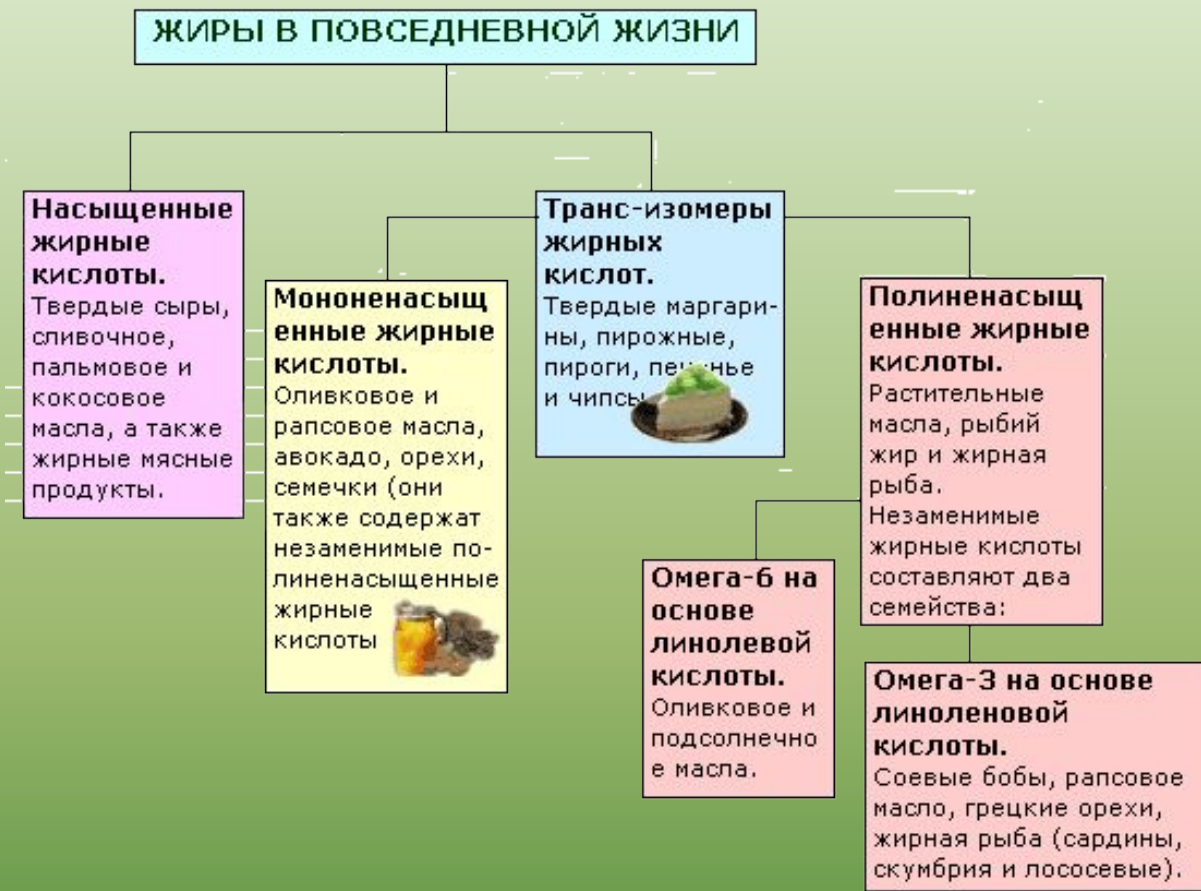 ЖИРЫ В ПОВСЕДНЕВНОЙ ЖИЗНИ
Насыщенные
жирные
кислоты.
Твердые сыры,
сливочное,
пальмовое и
кокосовое
масла, а также
жирные мясные
продукты.
Мононенасыщ
енные жирные
кислоты.
Оливковое и
рапсовое масла,
авокадо, орехи,
семечки (они
также содержат
незаменимые по-
линенасыщенные
жирные
кислоты
Транс-изомеры
жирных
кислот.
Твердые маргари-
ны, пирожные,
пироги, печенье
и чипсы
Полиненасыщ
енные жирные
кислоты.
Растительные
масла, рыбий
жир и жирная
рыба.
Незаменимые
жирные кислоты
составляют два
семейства:
Омега-6 на
основе
линолевой
кислоты.
Оливковое и
подсолнечно
е масла.
Омега-3 на основе
линоленовой
кислоты.
Соевые бобы, рапсовое
масло, грецкие орехи,
жирная рыба (сардины,
скумбрия и лососевые).